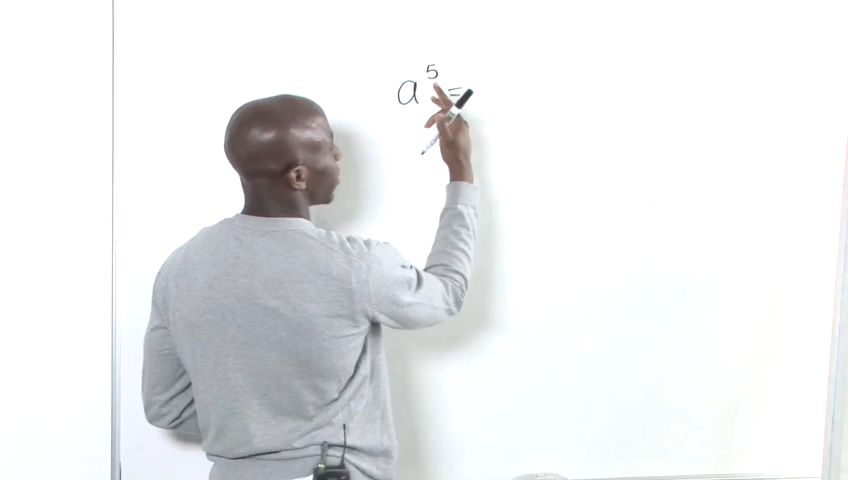 a⁵ =